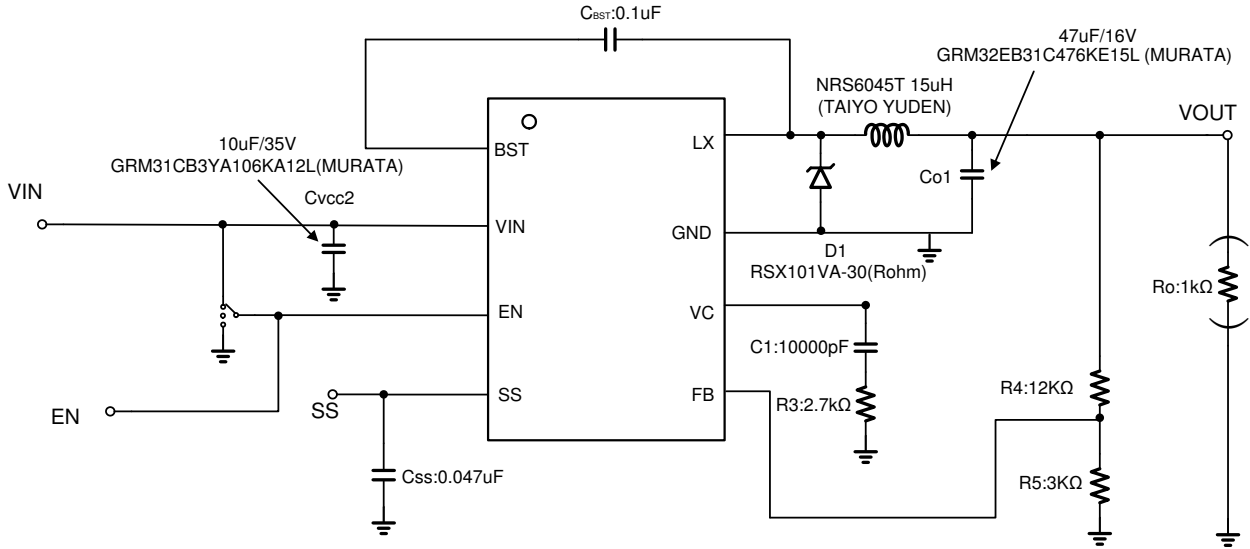 CBST:0.1uF
47uF/16V
GRM32EB31C476KE15L (MURATA)
NRS6045T 15uH
(TAIYO YUDEN)
VOUT
10uF/35V
GRM31CB3YA106KA12L(MURATA)
Cvcc2
VIN
BST
LX
VIN
GND
Co1
D1
RSX101VA-30(Rohm)
Ro:1kΩ
EN
VC
C1:10000pF
EN
SS
SS
FB
R3:2.7kΩ
R4:12KΩ
Css:0.047uF
R5:3KΩ